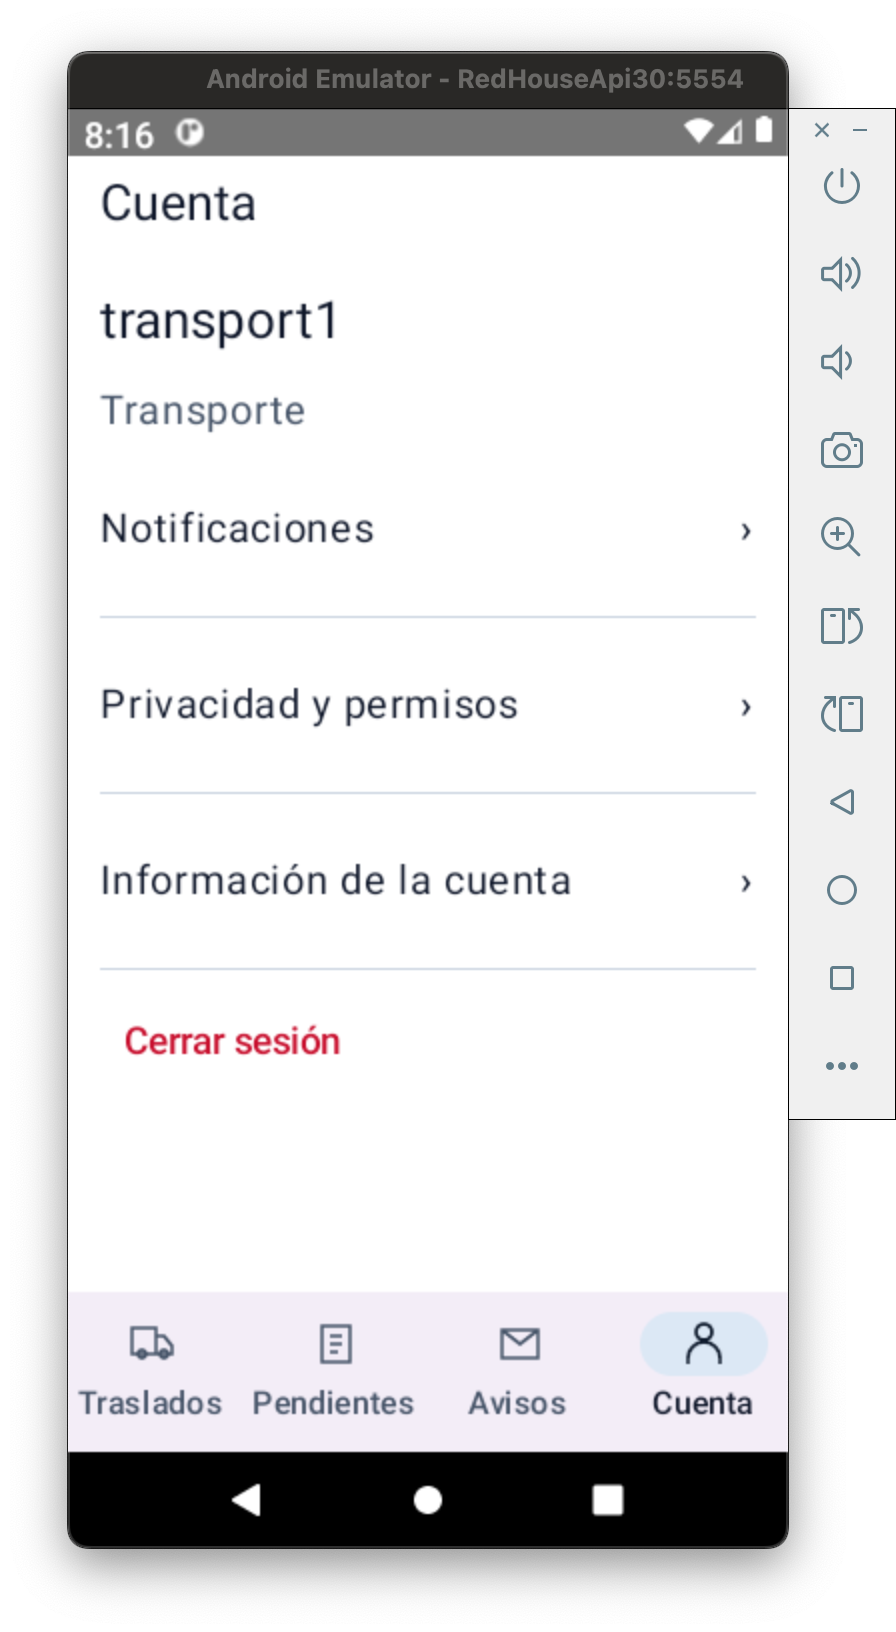 Android Emulator - RedHouseApi30:5554
8:16
Cuenta
transport1
Transporte
Notificaciones
Privacidad y permisos
Información de la cuenta
Cerrar sesión
Traslados Pendientes Avisos Cuenta